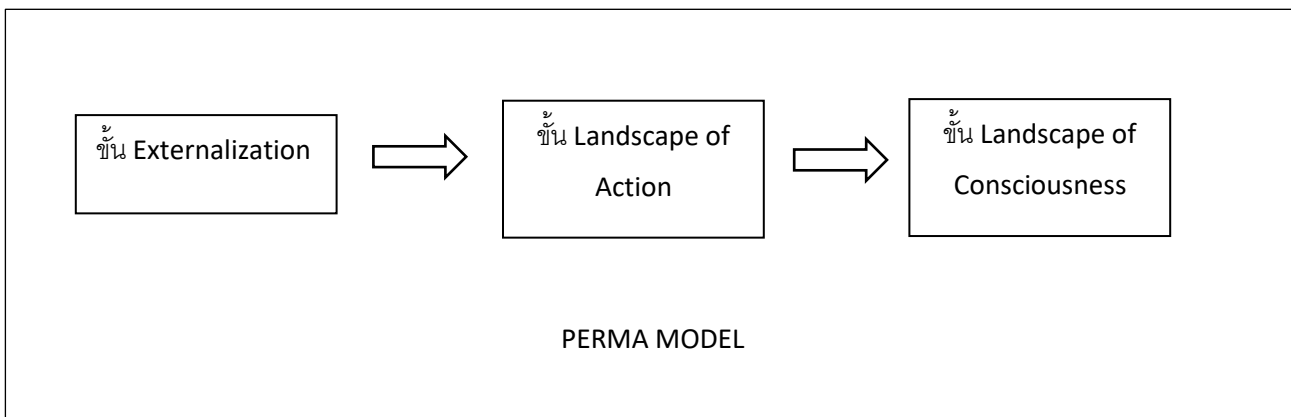 ขั้น Externalization
ขั้น Landscape of
Action
ขั้น Landscape of
Consciousness
PERMA MODEL